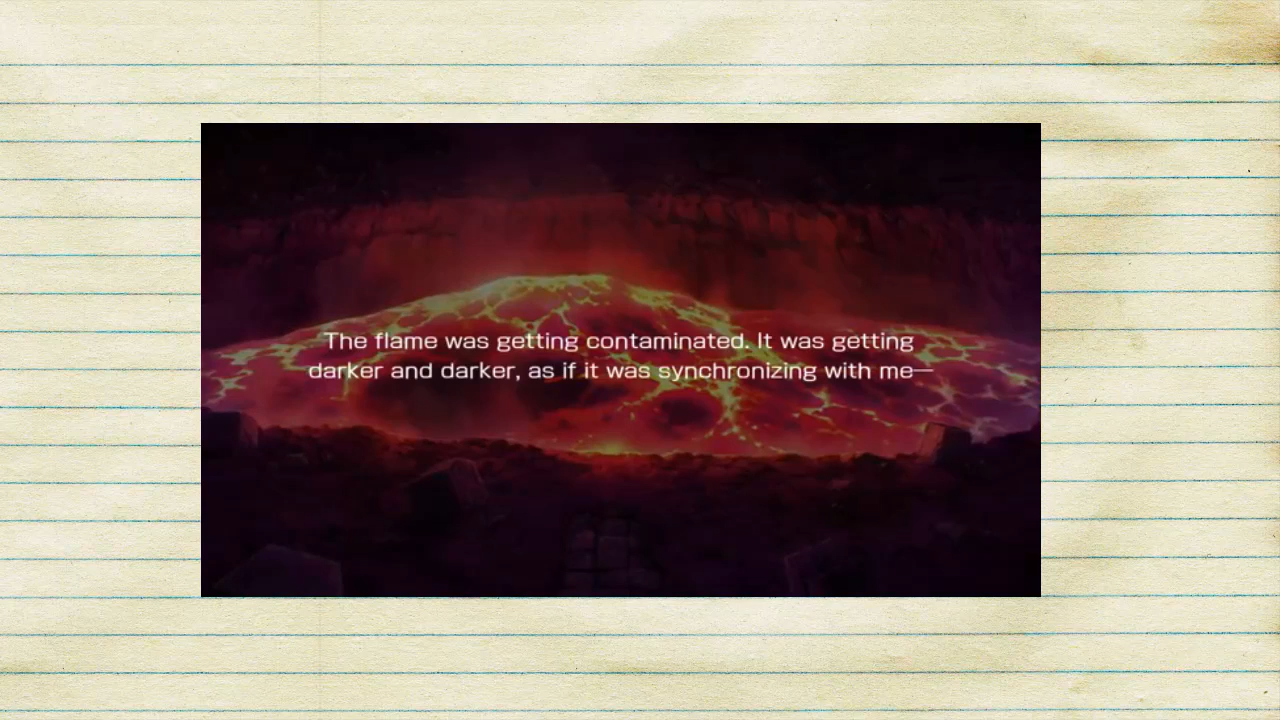 The flame was getting contaminated. It was getting
darker and darker, as if it was synchronizing with me—